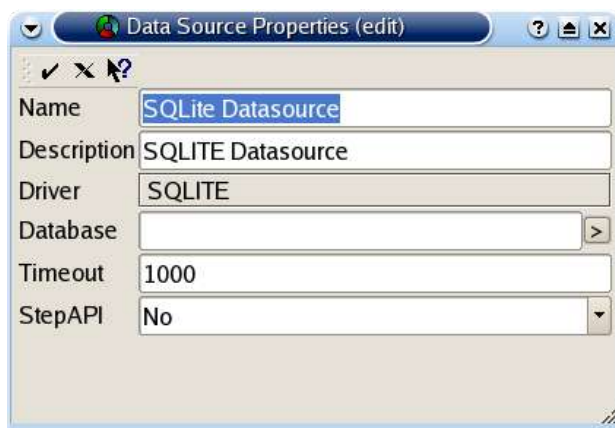 Data Source Properties (edit)
Name SQLite Datasource
Description SQLITE Datasource
Driver SQLITE
Database
Timeout 1000
StepAPI No